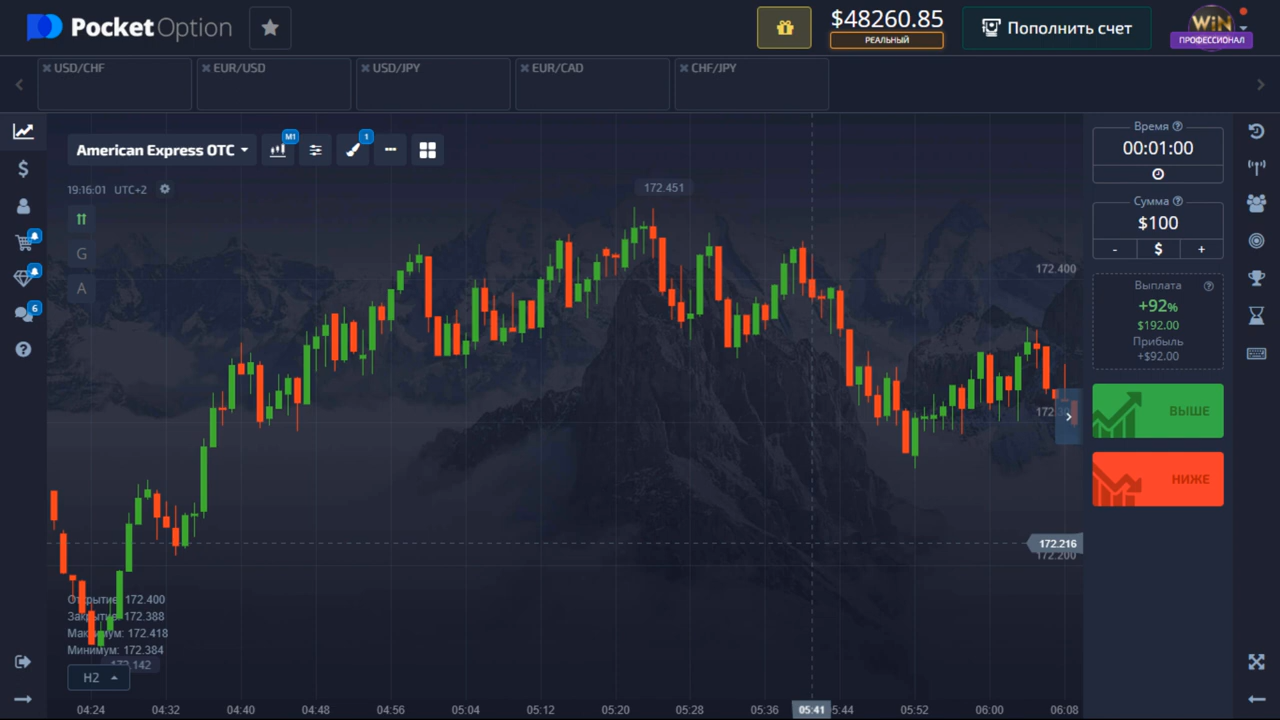 PocketOption
$48260.85
РЕАЛЬНЫЙ
Пополнить счет
WiN
ПРОФЕССИОНАЛ
USD/CHF
EUR/USD
USD/JPY
EUR/CAD
CHF/JPY
American Express OTC
M1
1
19:16:01 UTC+2
G
A
6
172.451
172.400
172.216
172.200
Открытие: 172.400
Закрытие: 172.388
Максимум: 172.418
Минимум: 172.384
172.142
H2
04:24
04:32
04:40
04:48
04:56
05:04
05:12
05:20
05:28
05:36
05:41
5:44
05:52
06:00
06:08
Время
00:01:00
Сумма
$100
- $ +
Выплата
+92%
$192.00
Прибыль
+$92.00
ВЫШЕ
НИЖЕ